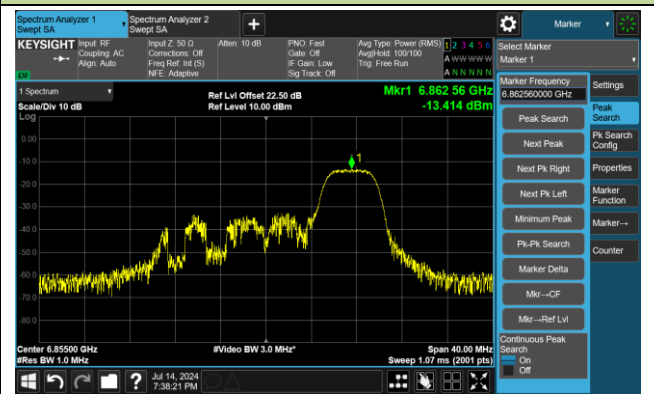 Spectrum Analyzer 1
Swept SA
Spectrum Analyzer 2
Swept SA
+
Marker
KEYSIGHT
Input: RF
Coupling: AC
Align: Auto
Input Z: 50 Ω
Corrections: Off
Freq Ref: Int (S)
NFE: Adaptive
Atten: 10 dB
PNO: Fast
Gate: Off
IF Gain: Low
Sig Track: Off
Avg Type: Power (RMS)
Avg|Hold: 100/100
Trig: Free Run
1 2 3 4 5 6
A W W W W W
A N N N N N
Select Marker
Marker 1
1 Spectrum
Scale/Div 10 dB
Log
Ref Lvl Offset 22.50 dB
Ref Level 10.00 dBm
Mkr1 6.862 56 GHz
-13.414 dBm
0.00
-10.0
-20.0
-30.0
-40.0
-50.0
-60.0
-70.0
-80.0
1
Center 6.85500 GHz
#Res BW 1.0 MHz
#Video BW 3.0 MHz*
Span 40.00 MHz
Sweep 1.07 ms (2001 pts)
Marker Frequency
6.862560000 GHz
Peak Search
Next Peak
Next Pk Right
Next Pk Left
Minimum Peak
Pk-Pk Search
Marker Delta
Mkr→CF
Mkr→Ref Lvl
Continuous Peak
Search
On
Off
Settings
Peak
Search
Pk Search
Config
Properties
Marker
Function
Marker→
Counter
?
Jul 14, 2024
7:38:21 PM